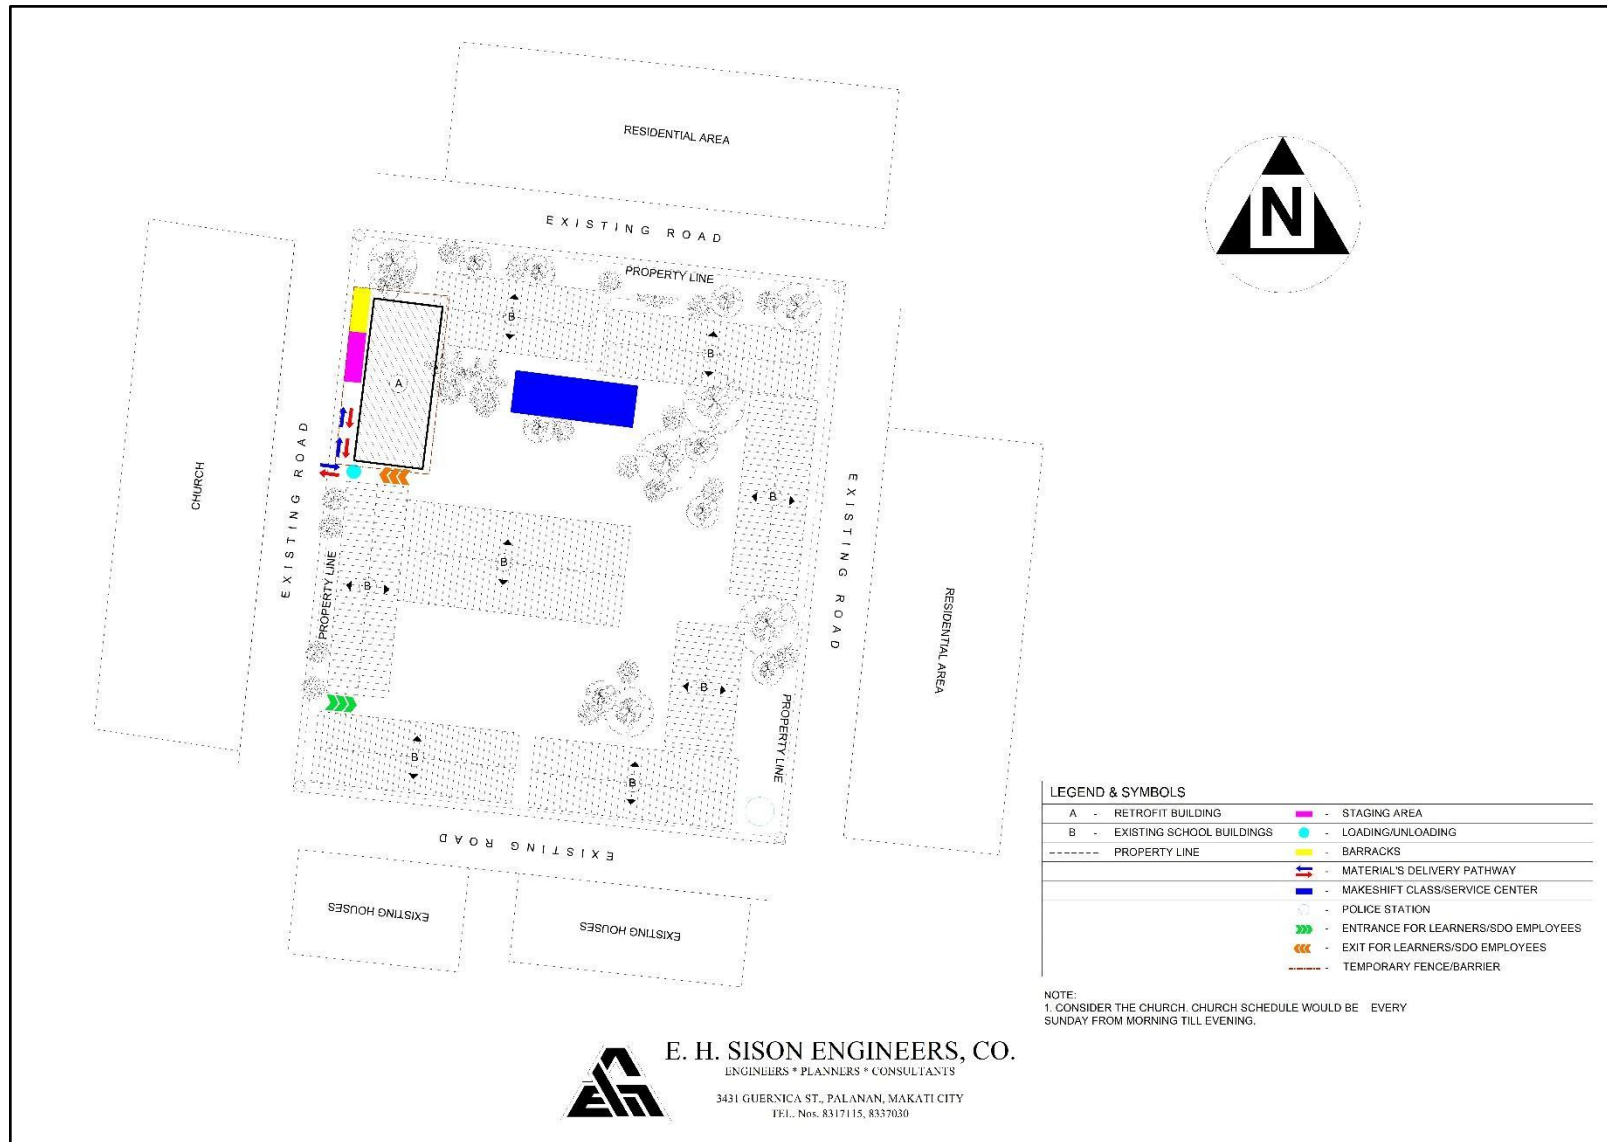 RESIDENTIAL AREA
N
EXISTING ROAD
PROPERTY LINE
B
B
A
CHURCH
EXISTING ROAD
B
EXISTING ROAD
B
B
PROPERTY LINE
RESIDENTIAL AREA
B
PROPERTY LINE
B
B
EXISTING ROAD
EXISTING HOUSES
EXISTING HOUSES
LEGEND & SYMBOLS
A - RETROFIT BUILDING - STAGING AREA
B - EXISTING SCHOOL BUILDINGS - LOADING/UNLOADING
PROPERTY LINE - BARRACKS
- MATERIAL'S DELIVERY PATHWAY
- MAKESHIFT CLASS/SERVICE CENTER
- POLICE STATION
- ENTRANCE FOR LEARNERS/SDO EMPLOYEES
- EXIT FOR LEARNERS/SDO EMPLOYEES
- TEMPORARY FENCE/BARRIER
NOTE:
1. CONSIDER THE CHURCH. CHURCH SCHEDULE WOULD BE EVERY
SUNDAY FROM MORNING TILL EVENING.
E. H. SISON ENGINEERS, CO.
ENGINEERS * PLANNERS * CONSULTANTS
3431 GUERNICA ST., PALANAN, MAKATI CITY
TEL. Nos. 8317115, 8337030